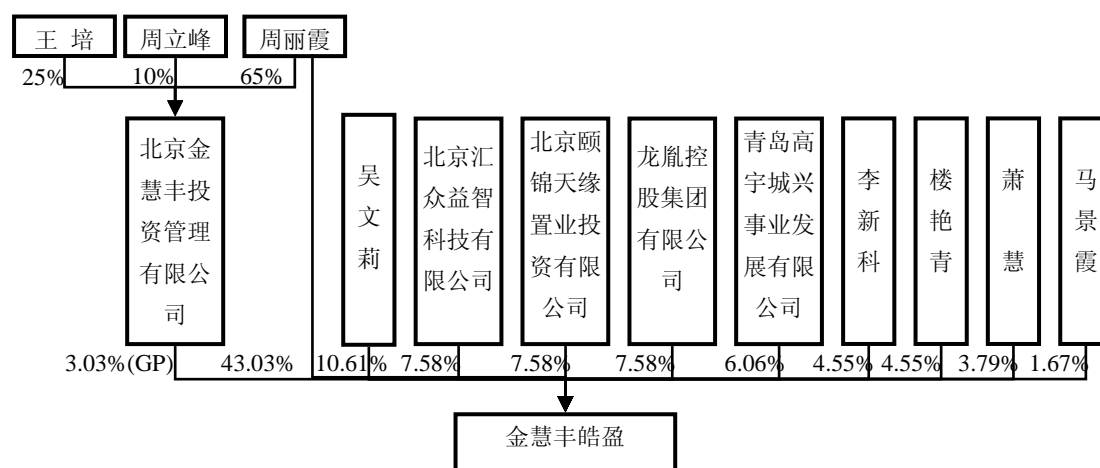 王 培 周立峰 周丽霞
25% 10% 65%
北京金
慧丰投
资管理
有限公
司
吴
文
莉
北京汇
众益智
科技有
限公司
北京颐
锦天缘
置业投
资有限
公司
龙胤控
股集团
有限公
司
青岛高
宇城兴
事业发
展有限
公司
李
新
科
楼
艳
青
萧
慧
马
景
霞
3.03%(GP) 43.03% 10.61% 7.58% 7.58% 7.58% 6.06% 4.55% 4.55% 3.79% 1.67%
金慧丰皓盈